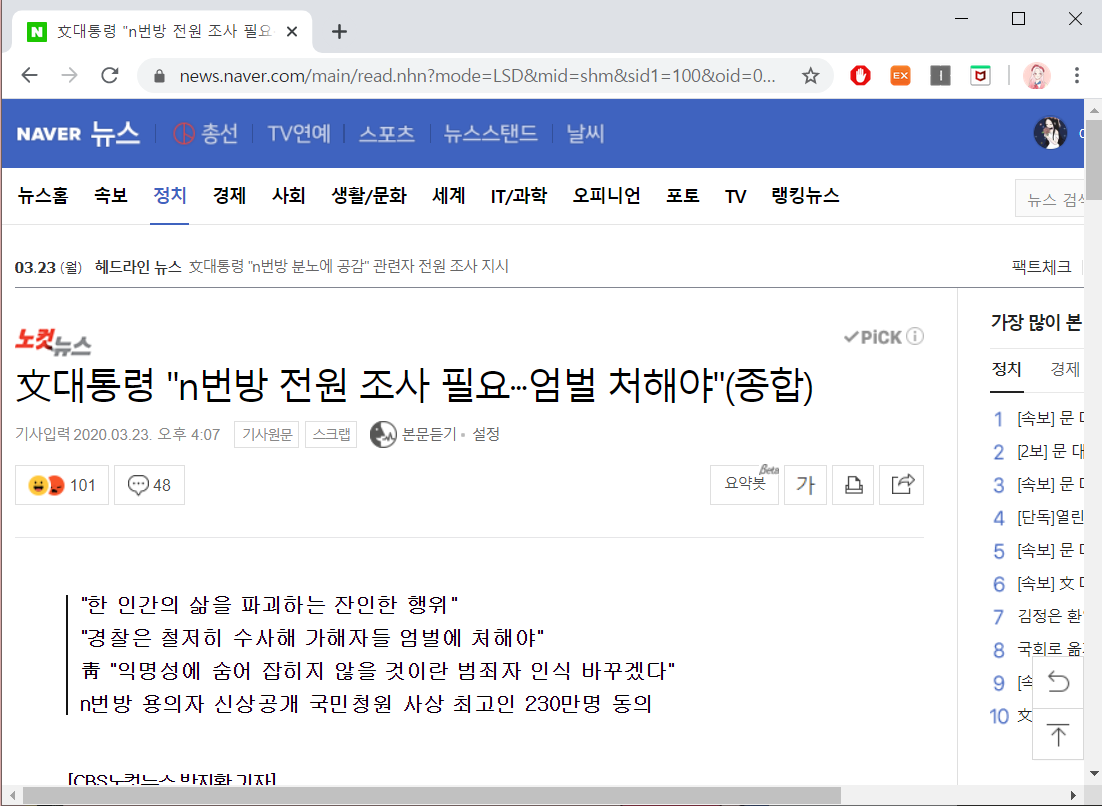 文대통령 "n번방 전원 조사 필요
news.naver.com/main/read.nhn?mode=LSD&mid=shm&sid1=100&oid=0...
EX
NAVER 뉴스 총선 TV연예 스포츠 뉴스스탠드 날씨
뉴스홈 속보 정치 경제 사회 생활/문화 세계 IT/과학 오피니언 포토 TV 랭킹뉴스
뉴스 검색
03.23 (월) 헤드라인 뉴스 文대통령 "n번방 분노에 공감" 관련자 전원 조사 지시
팩트체크
노컷뉴스
PiCK
文대통령 "n번방 전원 조사 필요…엄벌 처해야"(종합)
기사입력 2020.03.23. 오후 4:07 기사원문 스크랩 본문듣기 · 설정
101 48
요약봇 Beta 가
"한 인간의 삶을 파괴하는 잔인한 행위"
"경찰은 철저히 수사해 가해자들 엄벌에 처해야"
靑 "익명성에 숨어 잡히지 않을 것이란 범죄자 인식 바꾸겠다"
n번방 용의자 신상공개 국민청원 사상 최고인 230만명 동의
[CBS노컷뉴스 박지환 기자]
가장 많이 본
정치 경제
1 [속보] 문
2 [2보] 문 대
3 [속보] 문
4 [단독]열린
5 [속보] 문
6 [속보] 文
7 김정은 환
8 국회로
9
10 文